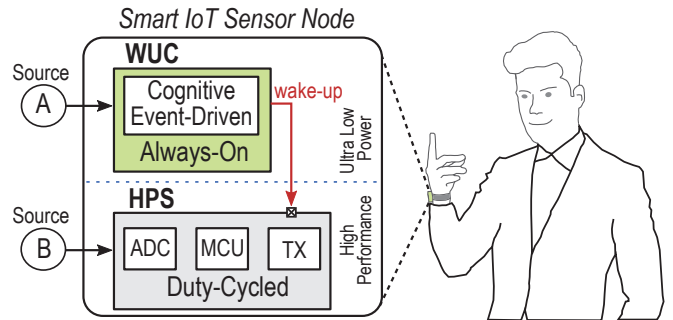 Smart IoT Sensor Node
WUC
Source
A
Cognitive
Event-Driven
Always-On
wake-up
Ultra Low
Power
HPS
Source
B
ADC
MCU
TX
Duty-Cycled
High
Performance